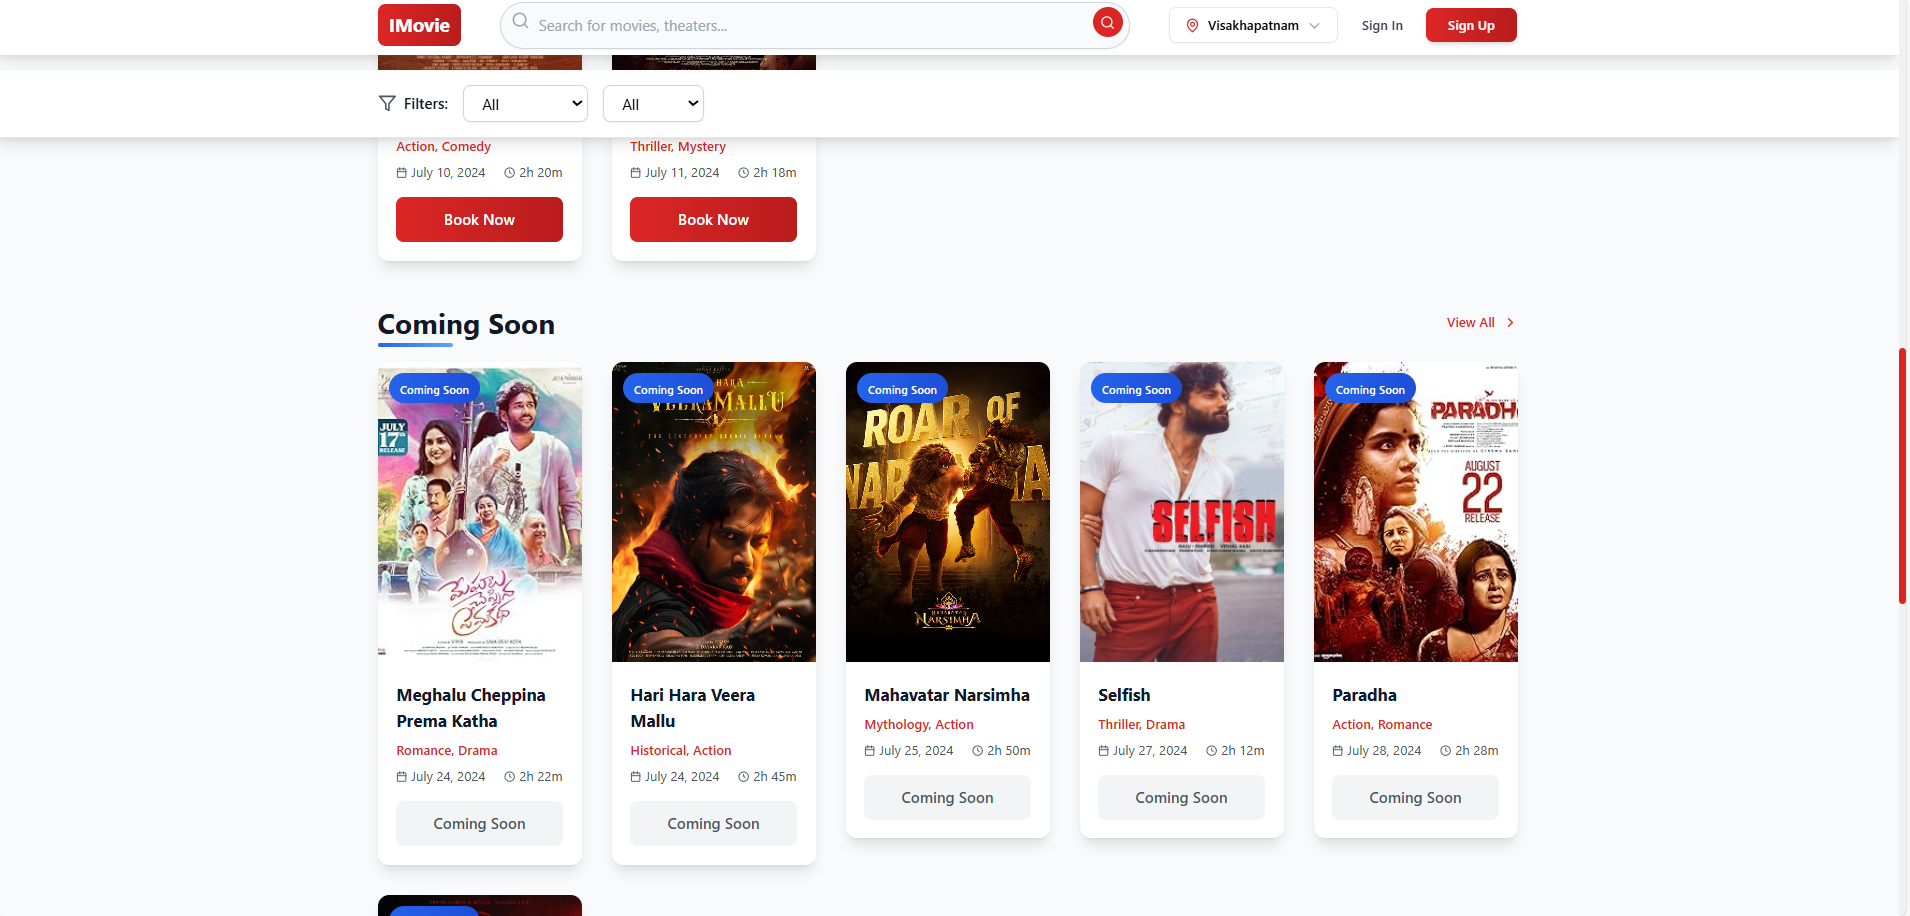 IMovie
Search for movies, theaters...
Visakhapatnam
Sign In
Sign Up
Filters:
All
All
Action, Comedy
July 10, 2024
2h 20m
Book Now
Thriller, Mystery
July 11, 2024
2h 18m
Book Now
Coming Soon
View All
Coming Soon
JULY
17TH
RELEASE
మేఘాలు
చెప్పిన
ప్రేమకథ
Meghalu Cheppina
Prema Katha
Romance, Drama
July 24, 2024
2h 22m
Coming Soon
Coming Soon
HARA
VEERAMALLU
Hari Hara Veera
Mallu
Historical, Action
July 24, 2024
2h 45m
Coming Soon
Coming Soon
ROAR OF
NARSIMHA
Mahavatar Narsimha
Mythology, Action
July 25, 2024
2h 50m
Coming Soon
Coming Soon
SELFISH
Selfish
Thriller, Drama
July 27, 2024
2h 12m
Coming Soon
Coming Soon
PARADH
AUGUST
22
RELEASE
Paradha
Action, Romance
July 28, 2024
2h 28m
Coming Soon